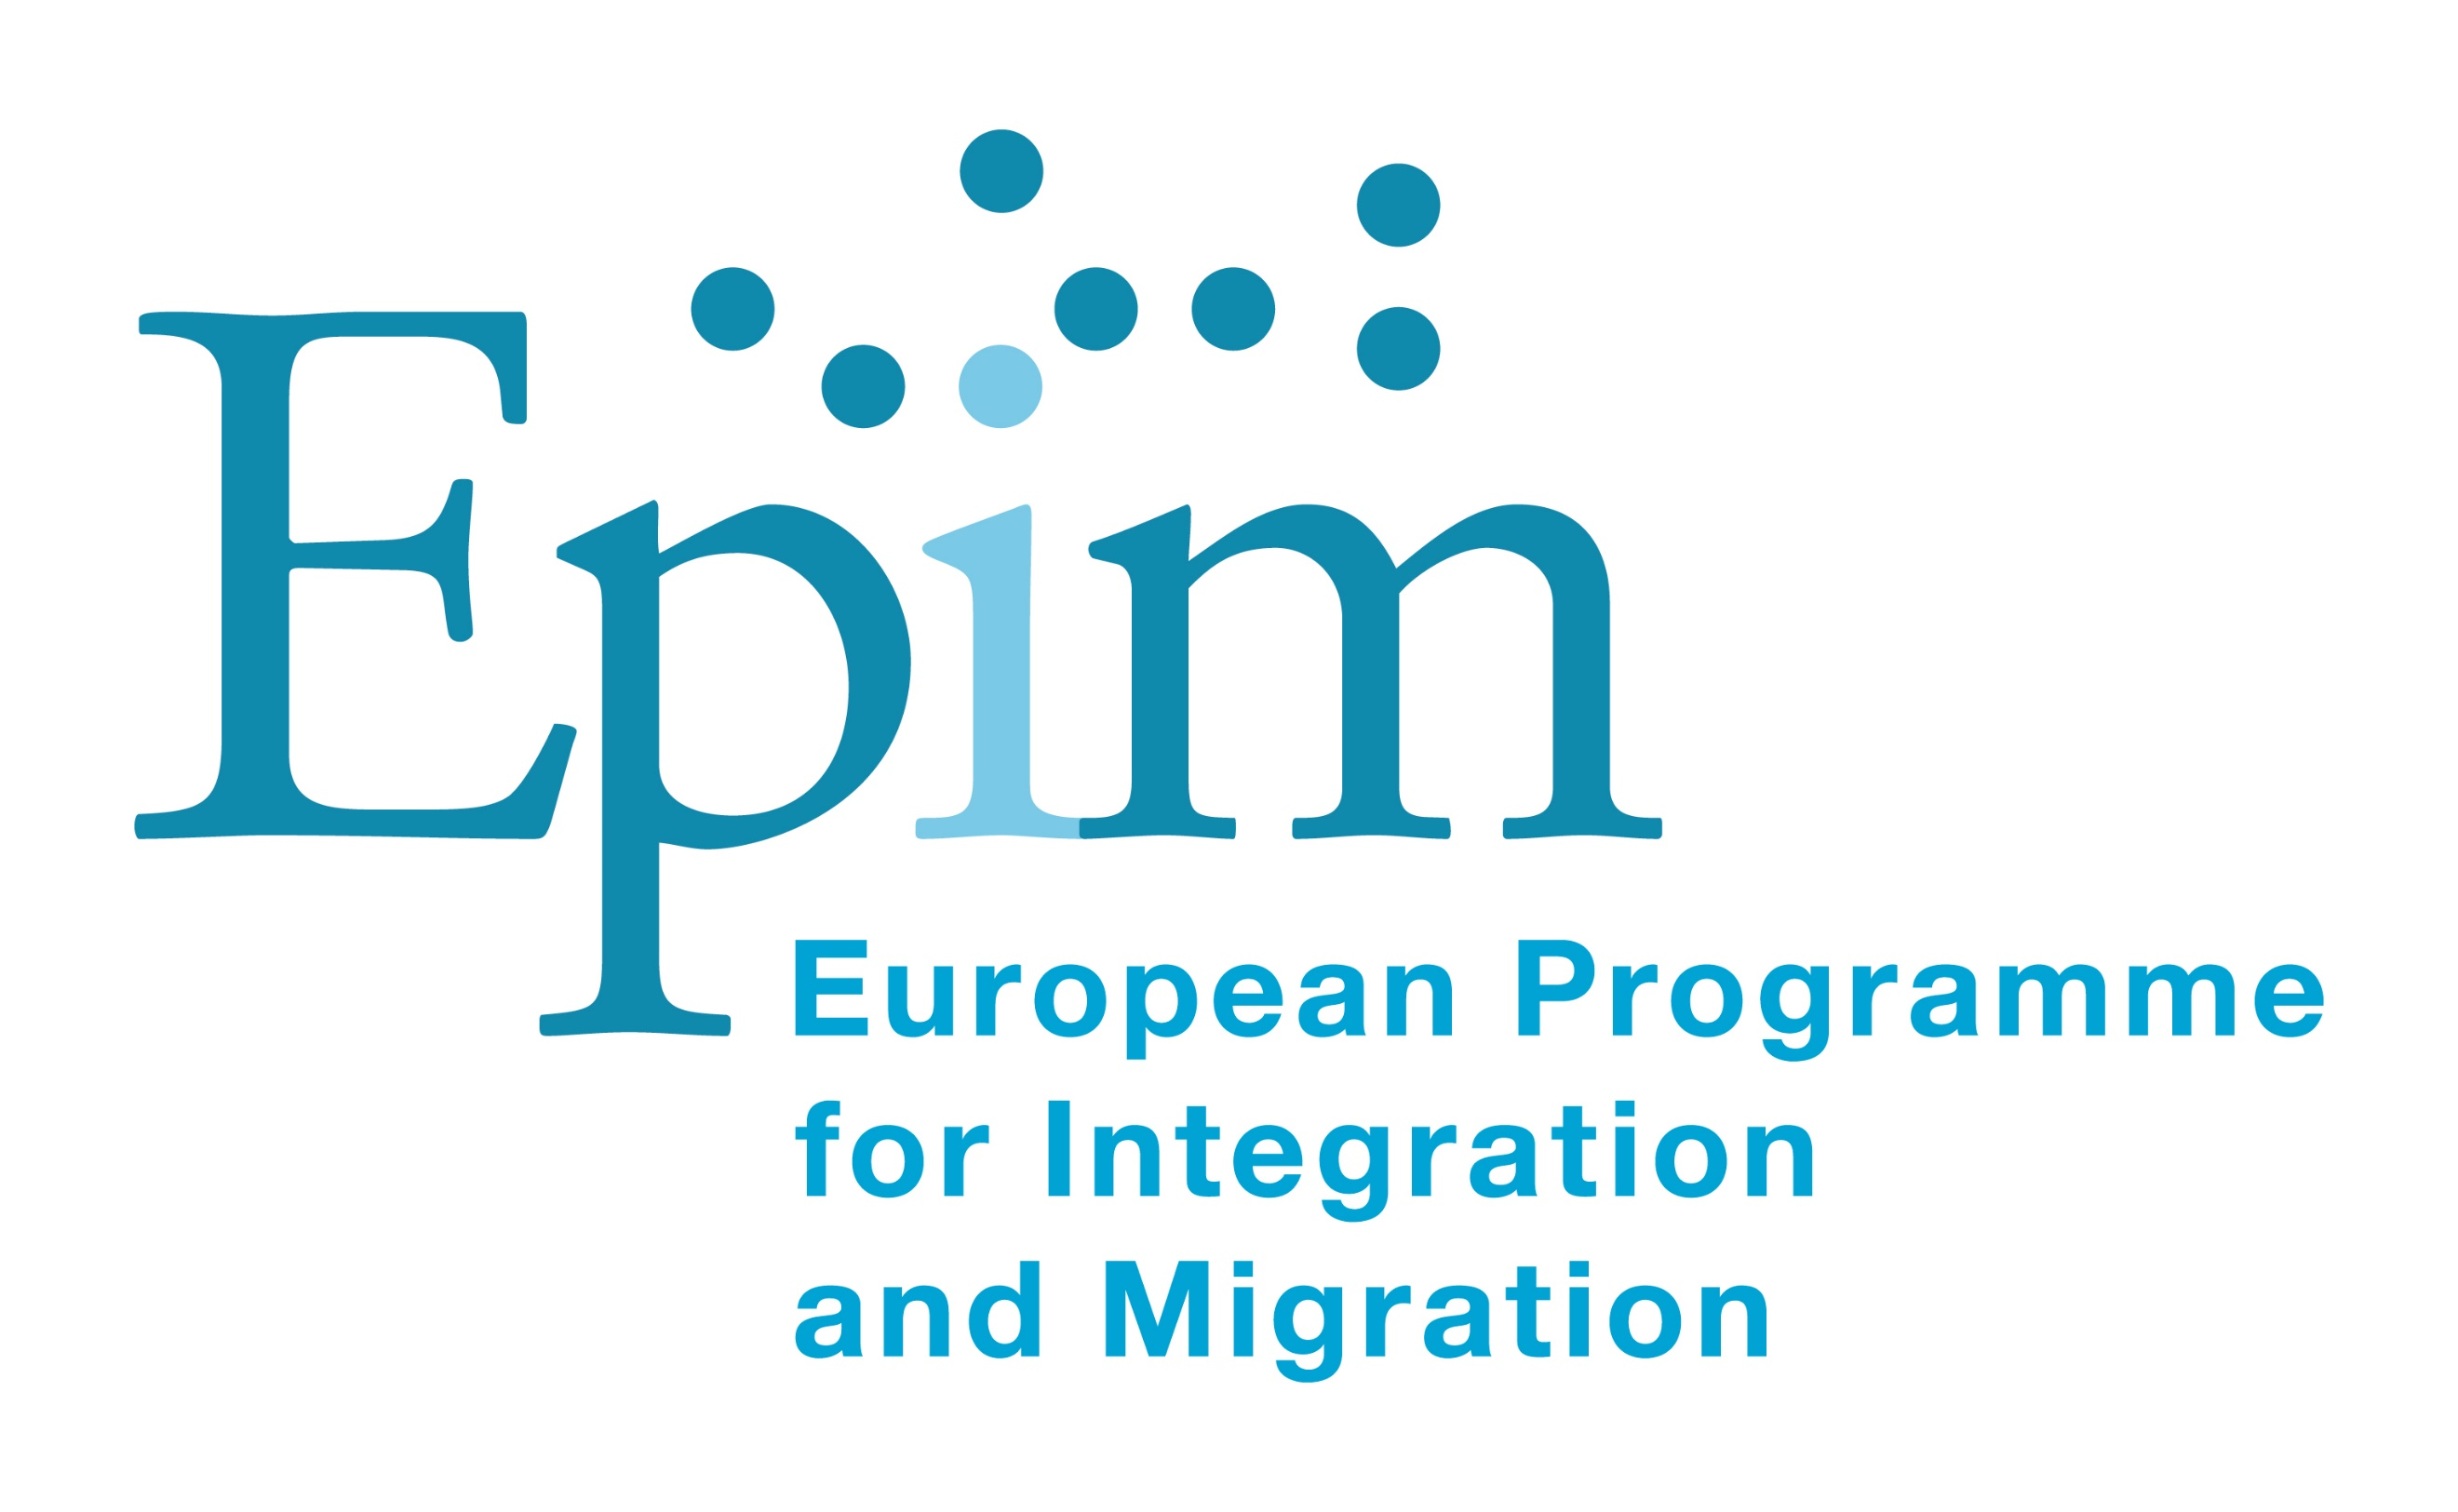 Epim
European Programme
for Integration
and Migration